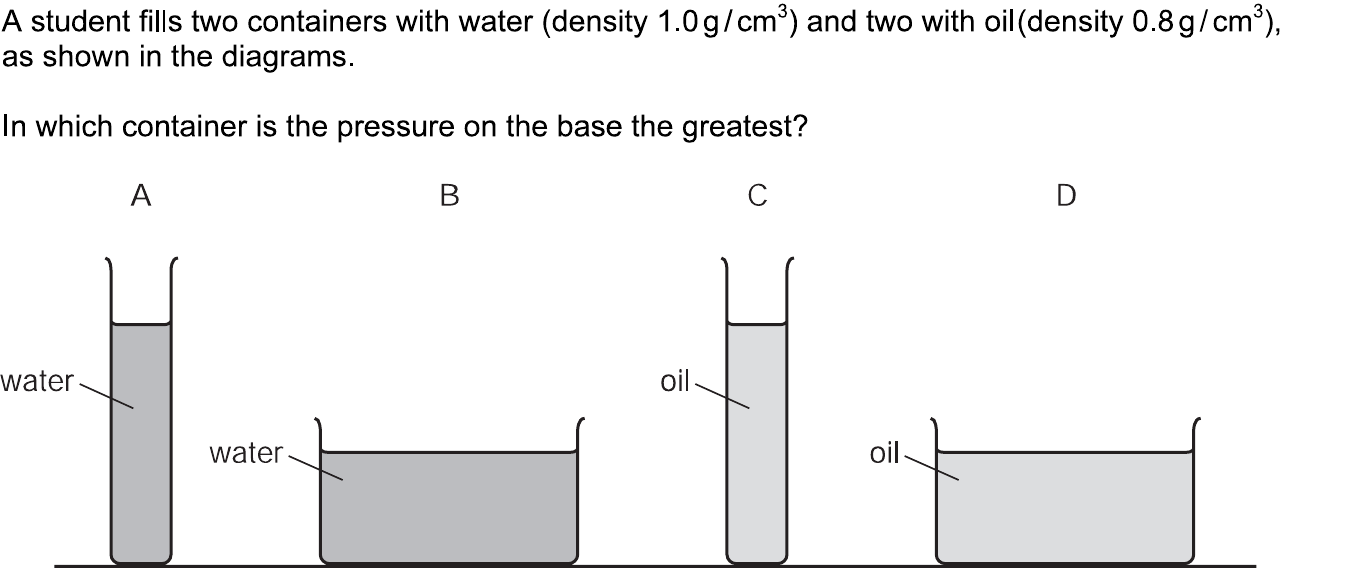 A student fills two containers with water (density 1.0 g/cm³) and two with oil(density 0.8 g/cm³),
as shown in the diagrams.
In which container is the pressure on the base the greatest?
A B C D
water oil
water oil